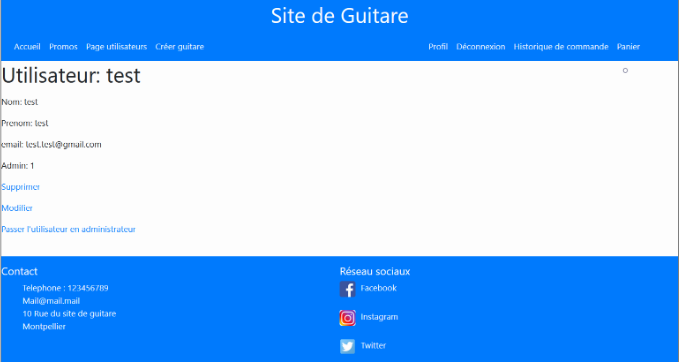 Site de Guitare
Accueil Promos Page utilisateurs Créer guitare Profil Déconnexion Historique de commande Panier
Utilisateur: test
Nom: test
Prenom: test
email: test.test@gmail.com
Admin: 1
Supprimer
Modifier
Passer l'utilisateur en administrateur
Contact
Telephone : 123456789
Mail@mail.mail
10 Rue du site de guitare
Montpellier
Réseau sociaux
Facebook
Instagram
Twitter